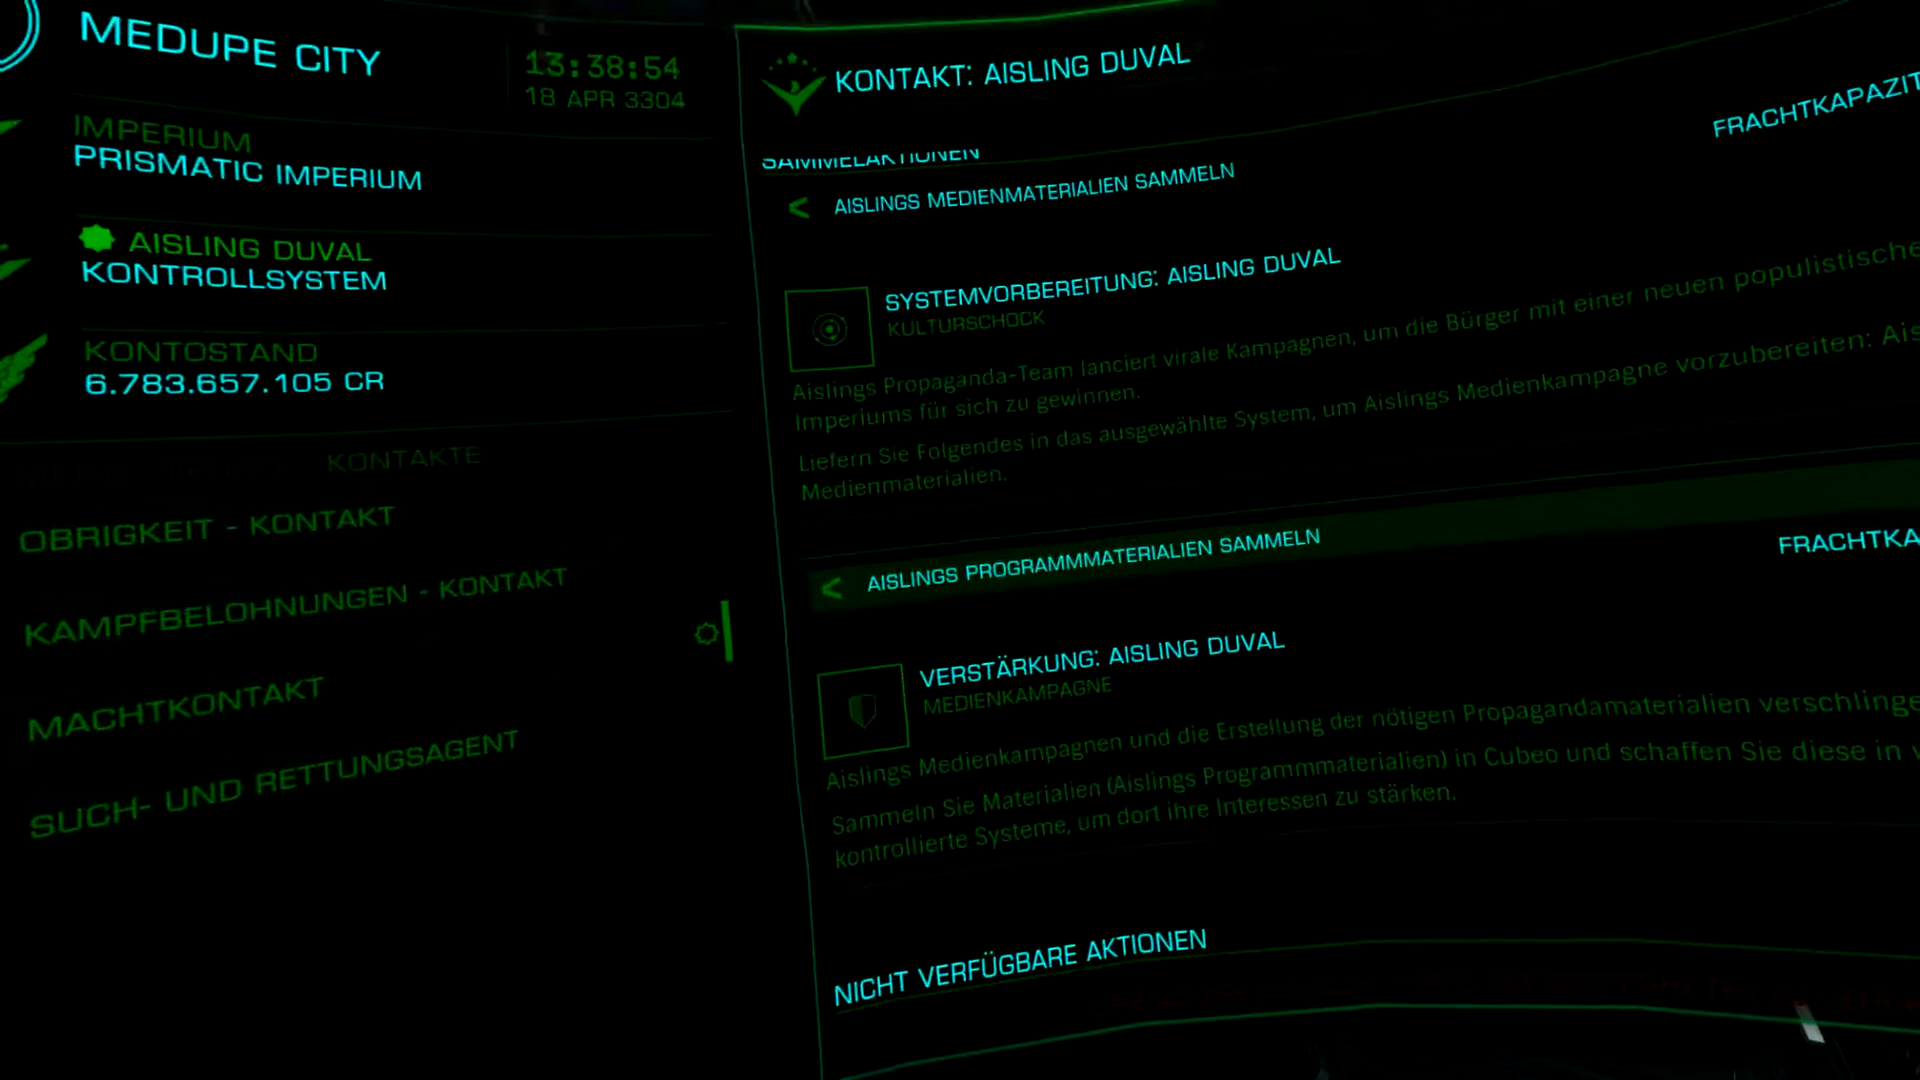 MEDUPE CITY
13:38:54
18 APR 3304
IMPERIUM
PRISMATIC IMPERIUM
AISLING DUVAL
KONTROLLSYSTEM
KONTOSTAND
6.783.657.105 CR
KONTAKTE
OBRIGKEIT - KONTAKT
KAMPFBELOHNUNGEN - KONTAKT
MACHTKONTAKT
SUCH- UND RETTUNGSAGENT
KONTAKT: AISLING DUVAL
SAMMELAKTIONEN
FRACHTKAPAZIT
AISLINGS MEDIENMATERIALIEN SAMMELN
SYSTEMVORBEREITUNG: AISLING DUVAL
KULTURSCHOCK
Aislings Propaganda-Team lanciert virale Kampagnen, um die Bürger mit einer neuen populistische
Imperiums für sich zu gewinnen.
Liefern Sie Folgendes in das ausgewählte System, um Aislings Medienkampagne vorzubereiten: Ais
Medienmaterialien.
AISLINGS PROGRAMMMATERIALIEN SAMMELN
FRACHTKA
VERSTÄRKUNG: AISLING DUVAL
MEDIENKAMPAGNE
Aislings Medienkampagnen und die Erstellung der nötigen Propagandamaterialien verschlinge
Sammeln Sie Materialien (Aislings Programmmaterialien) in Cubeo und schaffen Sie diese in v
kontrollierte Systeme, um dort ihre Interessen zu stärken.
NICHT VERFÜGBARE AKTIONEN